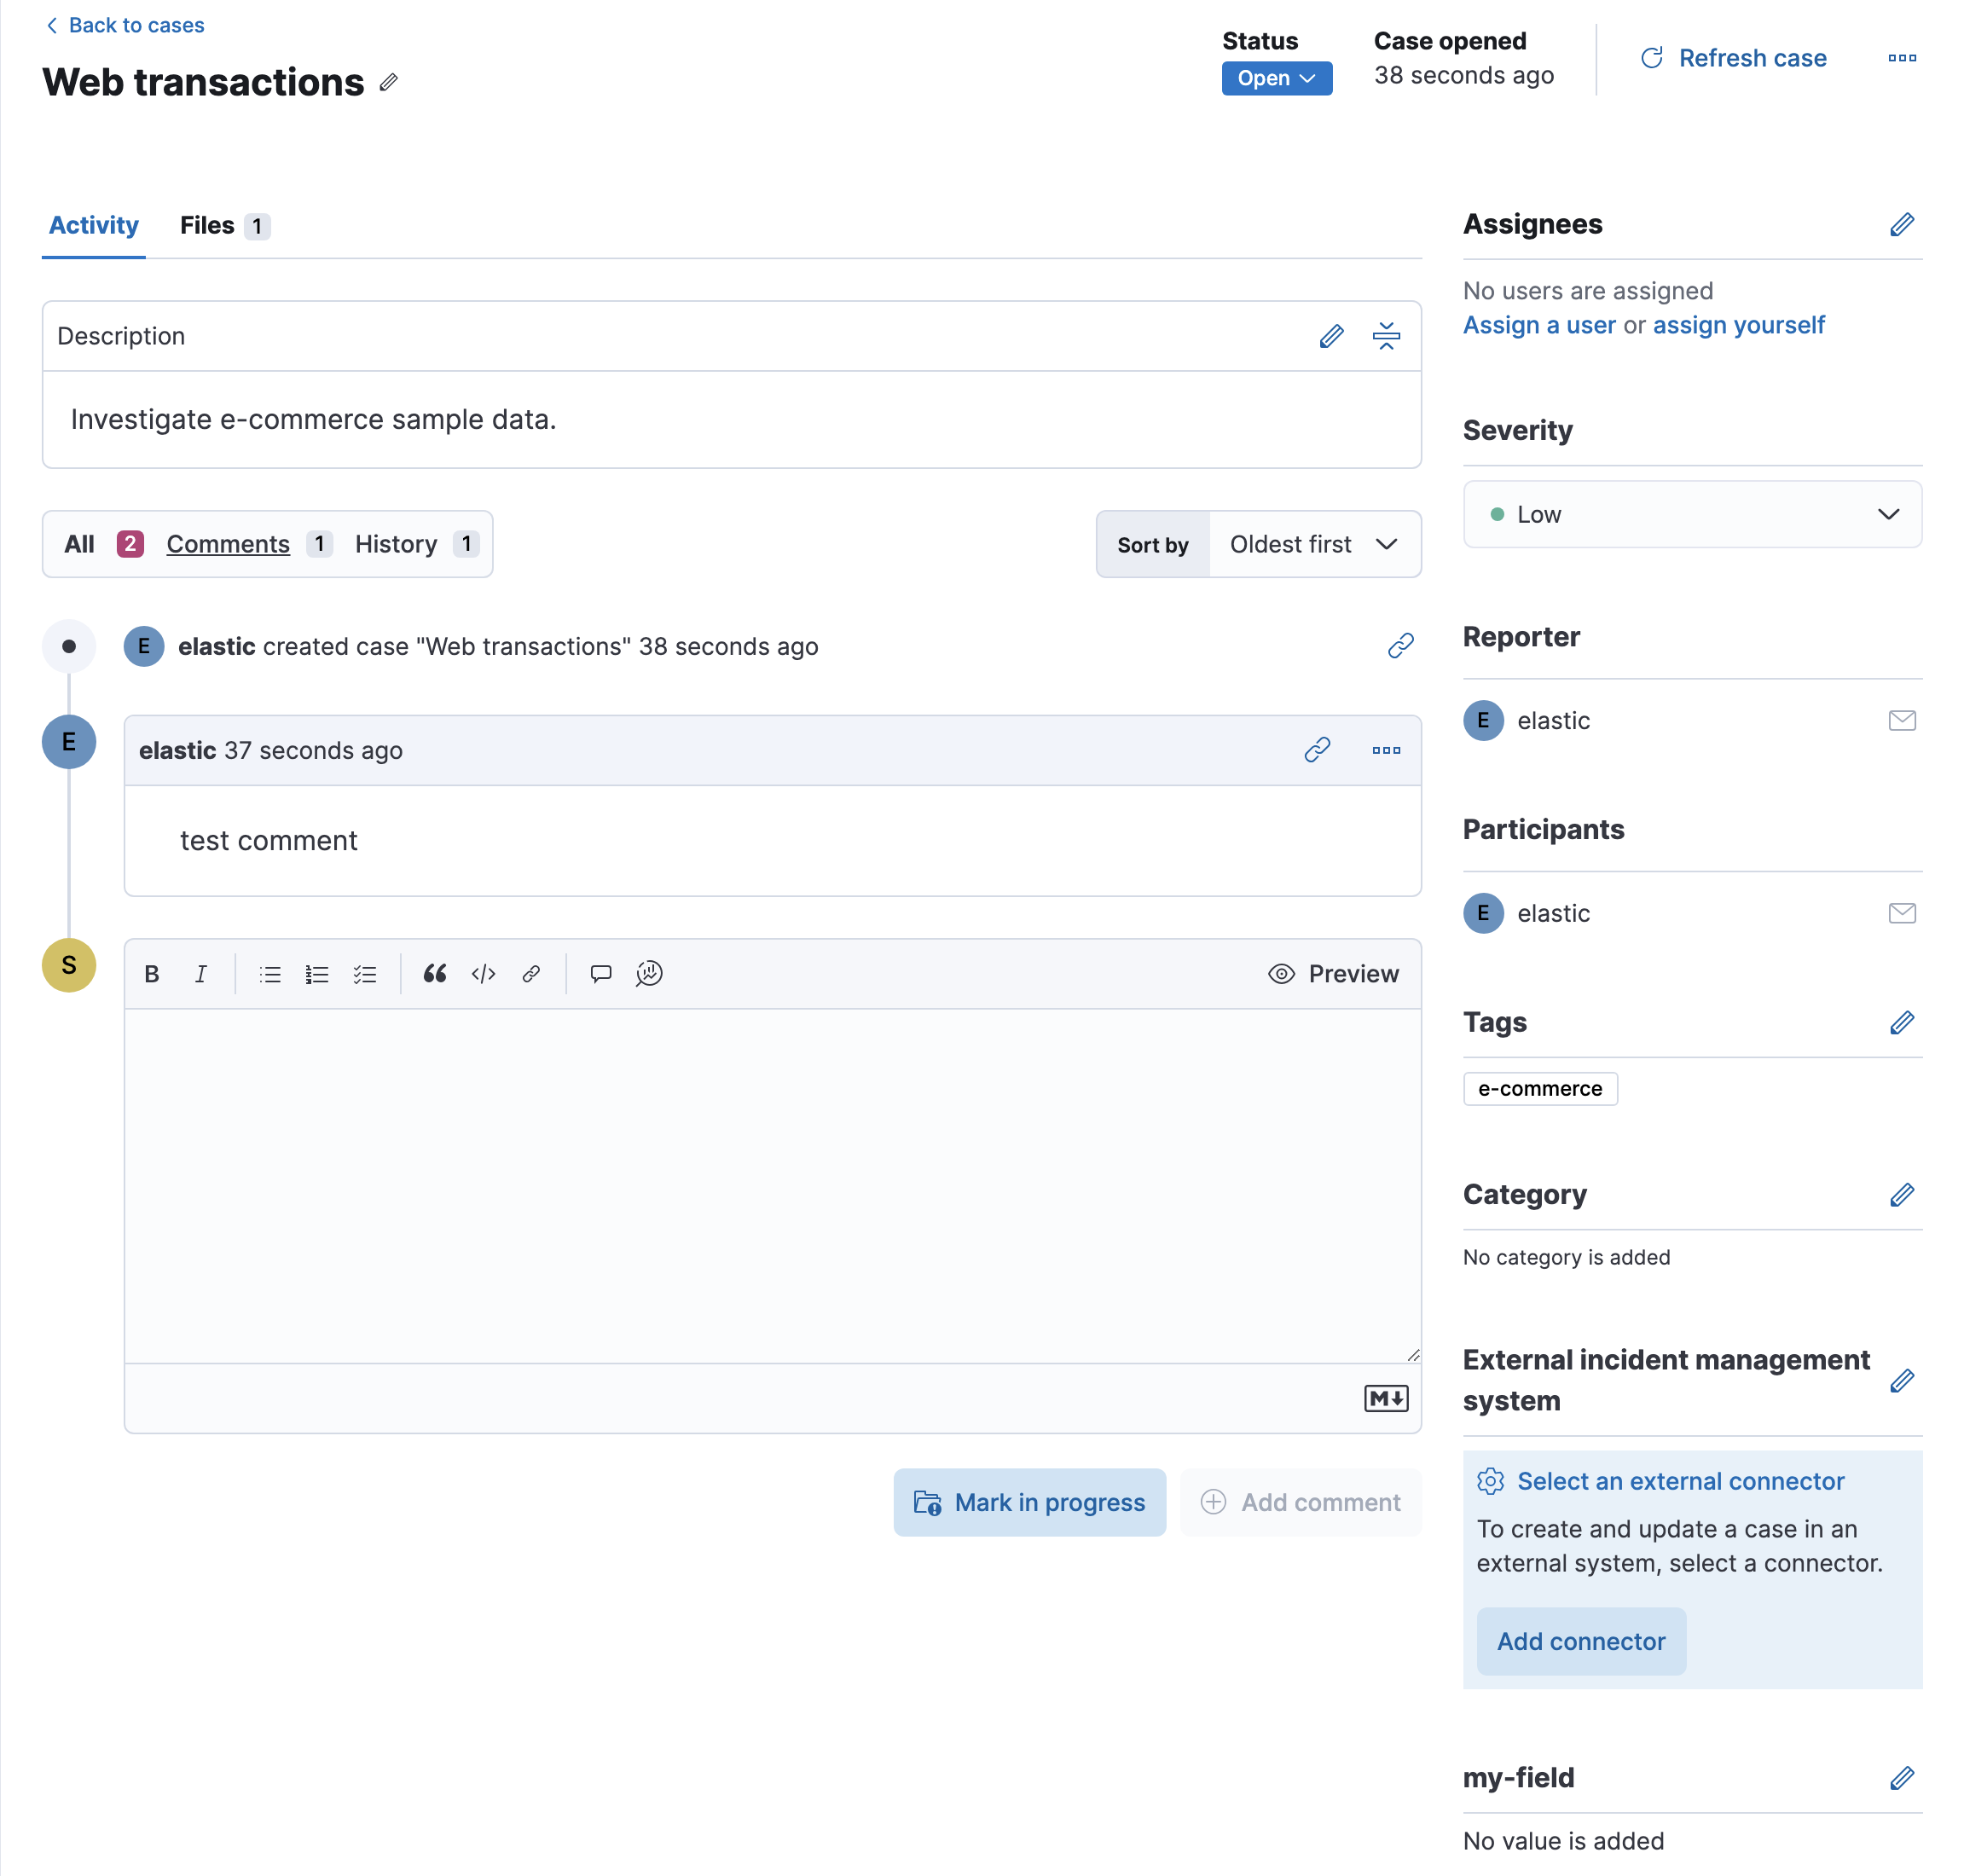 Back to cases
Web transactions
Status
Open
Case opened
38 seconds ago
Refresh case
Activity
Files 1
Description
Investigate e-commerce sample data.
All 2 Comments 1 History 1
Sort by Oldest first
E elastic created case "Web transactions" 38 seconds ago
E elastic 37 seconds ago
test comment
S
B I Preview
M
Mark in progress
Add comment
Assignees
No users are assigned
Assign a user or assign yourself
Severity
Low
Reporter
E elastic
Participants
E elastic
Tags
e-commerce
Category
No category is added
External incident management
system
Select an external connector
To create and update a case in an
external system, select a connector.
Add connector
my-field
No value is added